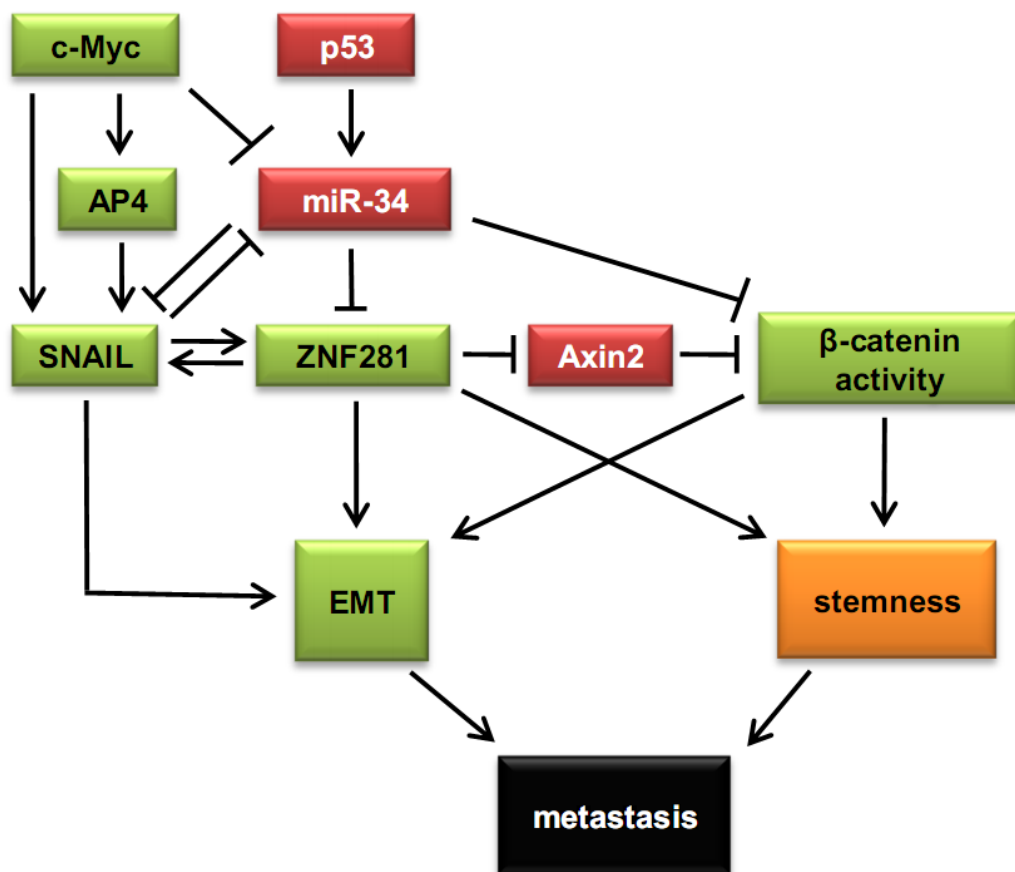 c-Myc
p53
AP4
miR-34
SNAIL
ZNF281
Axin2
β-catenin
activity
EMT
stemness
metastasis